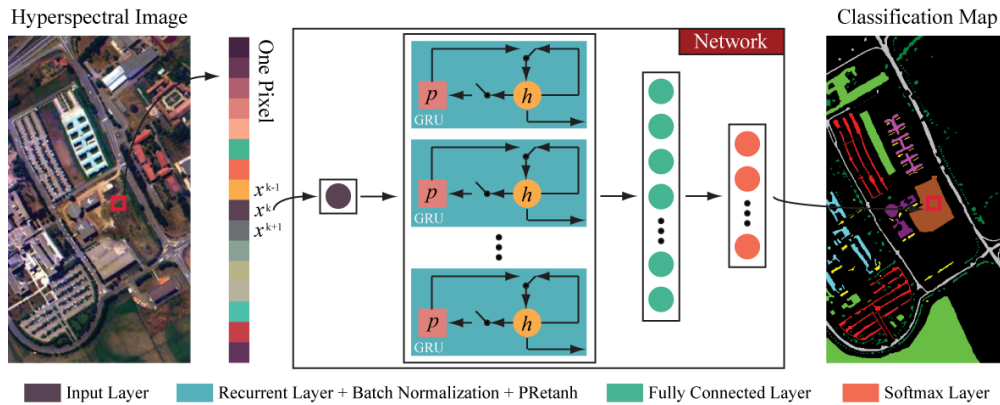 Hyperspectral Image
Classification Map
One Pixel
Network
p
h
GRU
x^{k-1}
x^{k}
x^{k+1}
p
h
GRU
p
h
GRU
Input Layer
Recurrent Layer + Batch Normalization + PRetanh
Fully Connected Layer
Softmax Layer